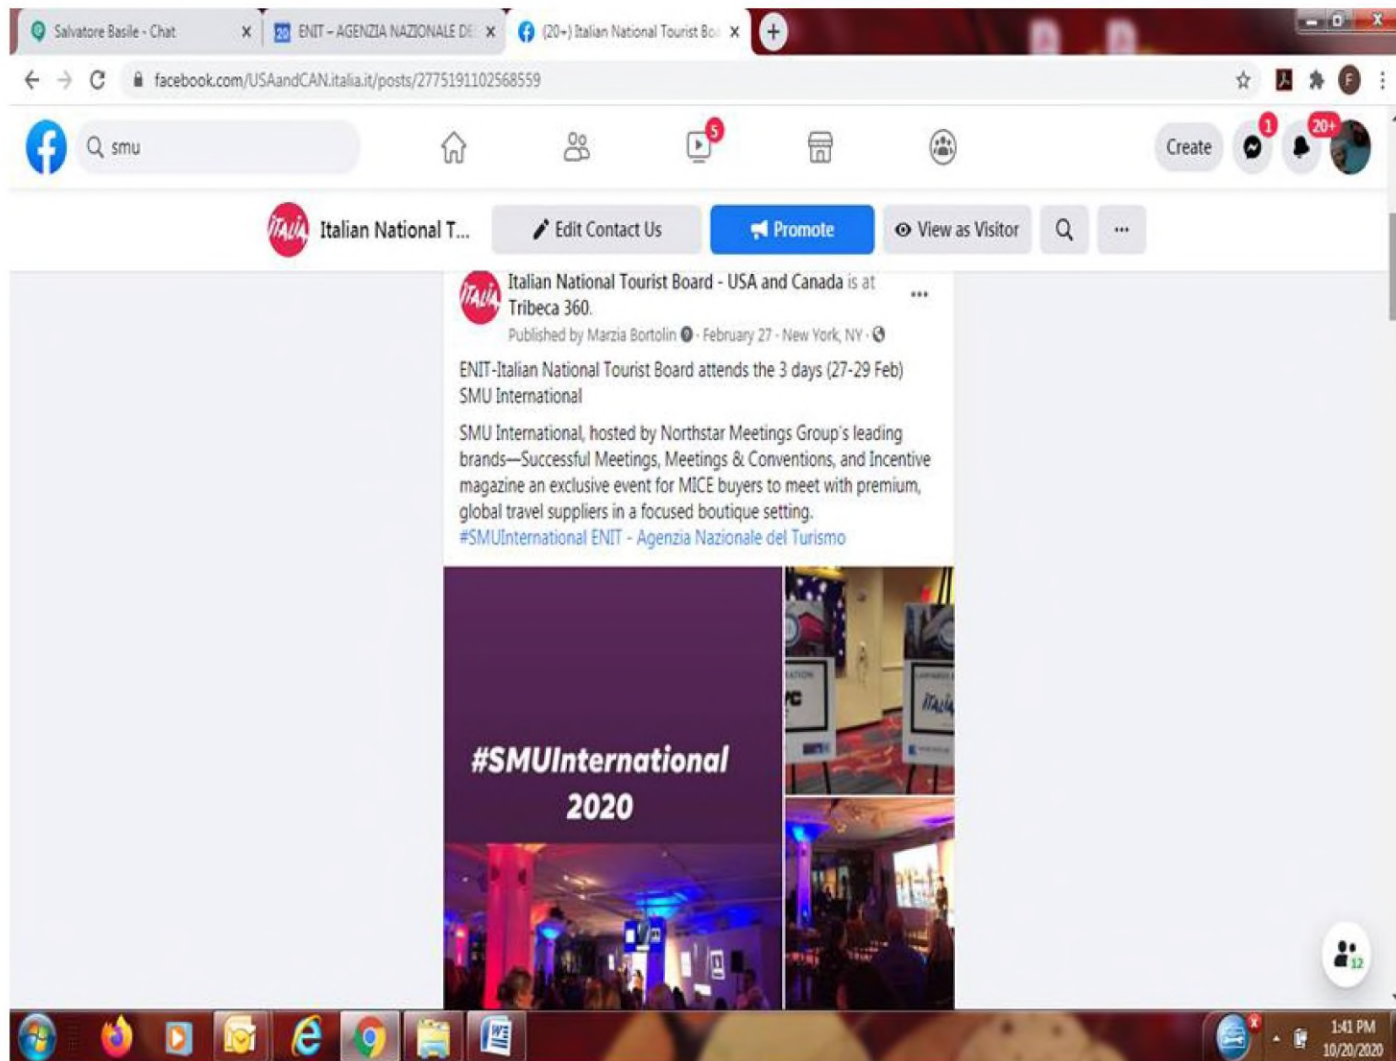 Salvatore Basile - Chat
20
ENIT – AGENZIA NAZIONALE DE
(20+) Italian National Tourist Boa
facebook.com/USAandCAN.italia.it/posts/2775191102568559
F
smu
5
Create
1
20+
ITALIA
Italian National T...
Edit Contact Us
Promote
View as Visitor
ITALIA
Italian National Tourist Board - USA and Canada is at
Tribeca 360.
Published by Marzia Bortolin · February 27 · New York, NY ·
ENIT-Italian National Tourist Board attends the 3 days (27-29 Feb)
SMU International
SMU International, hosted by Northstar Meetings Group's leading
brands—Successful Meetings, Meetings & Conventions, and Incentive
magazine an exclusive event for MICE buyers to meet with premium,
global travel suppliers in a focused boutique setting.
#SMUInternational ENIT - Agenzia Nazionale del Turismo
#SMUInternational
2020
ITALIA
12
1:41 PM
10/20/2020